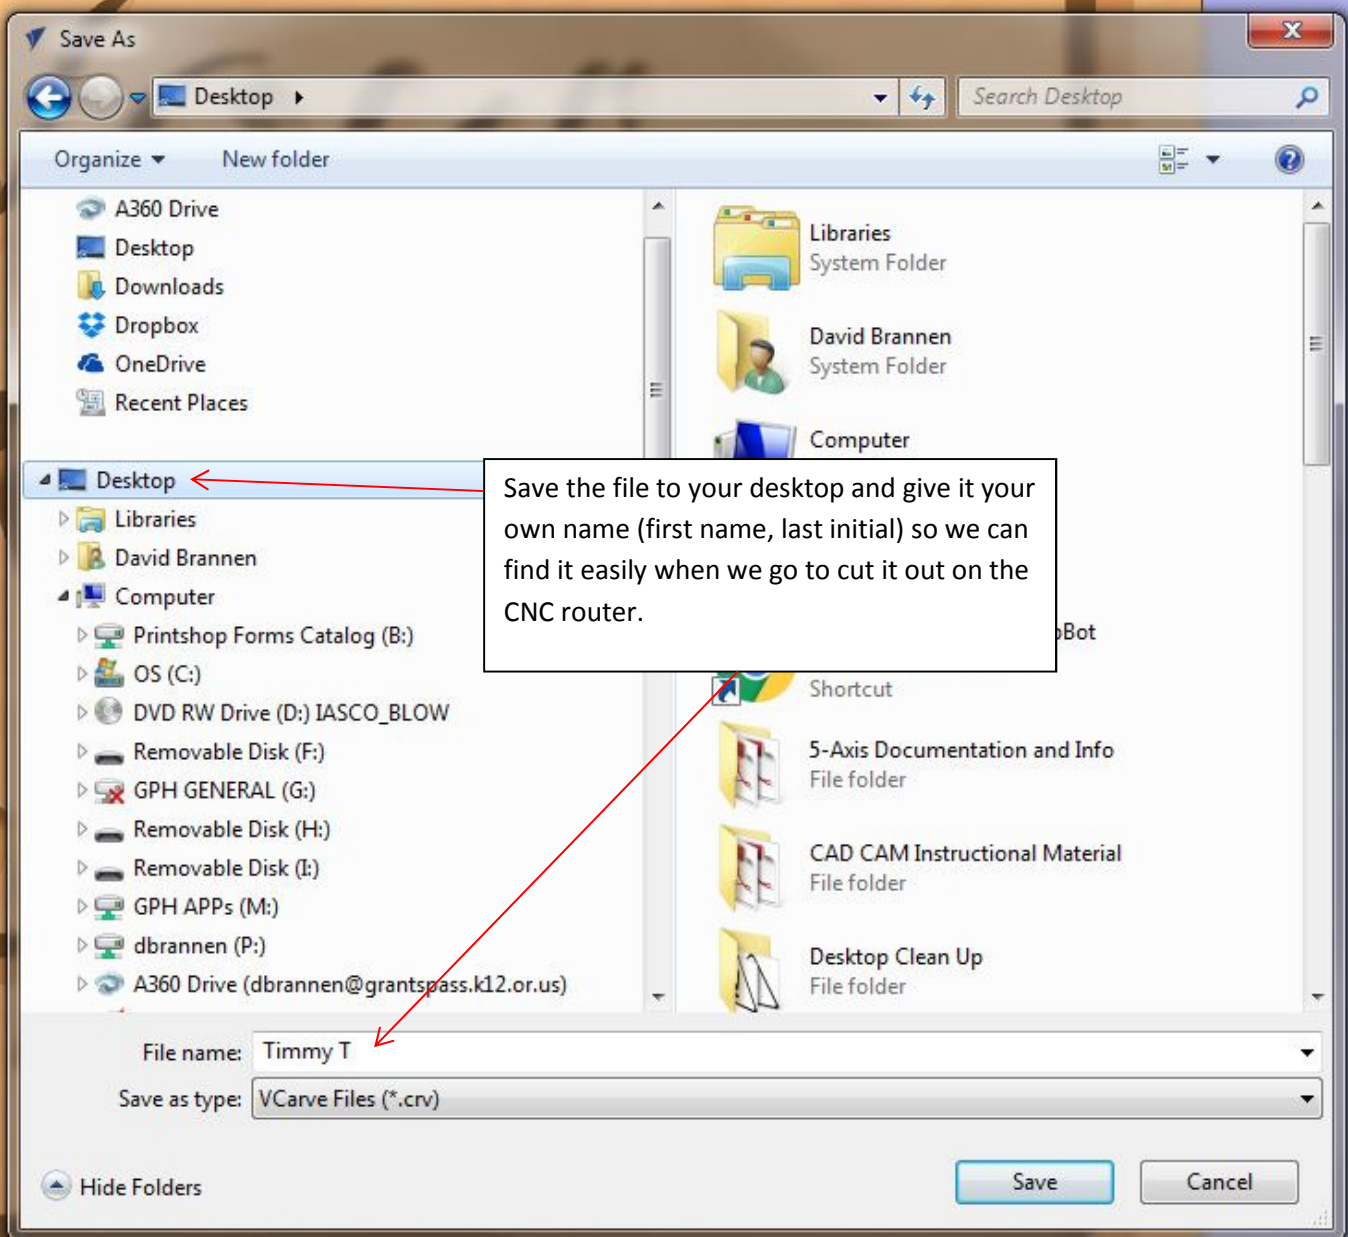 Save As
Desktop
Search Desktop
Organize
New folder
A360 Drive
Desktop
Downloads
Dropbox
OneDrive
Recent Places
Desktop
Libraries
David Brannen
Computer
Printshop Forms Catalog (B:)
OS (C:)
DVD RW Drive (D:) IASCO_BLOW
Removable Disk (F:)
GPH GENERAL (G:)
Removable Disk (H:)
Removable Disk (I:)
GPH APPs (M:)
dbrannen (P:)
A360 Drive (dbrannen@grantspass.k12.or.us)
Libraries
System Folder
David Brannen
System Folder
Computer
Save the file to your desktop and give it your
own name (first name, last initial) so we can
find it easily when we go to cut it out on the
CNC router.
Shortcut
5-Axis Documentation and Info
File folder
CAD CAM Instructional Material
File folder
Desktop Clean Up
File folder
File name: Timmy T
Save as type: VCarve Files (*.crv)
Hide Folders
Save
Cancel